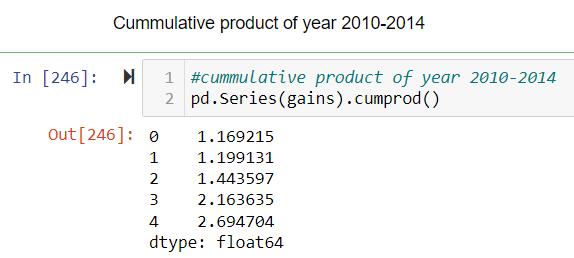 Cummulative product of year 2010-2014
In [246]:
1 #cummulative product of year 2010-2014
2 pd.Series(gains).cumprod()
Out[246]: 0 1.169215
1 1.199131
2 1.443597
3 2.163635
4 2.694704
dtype: float64